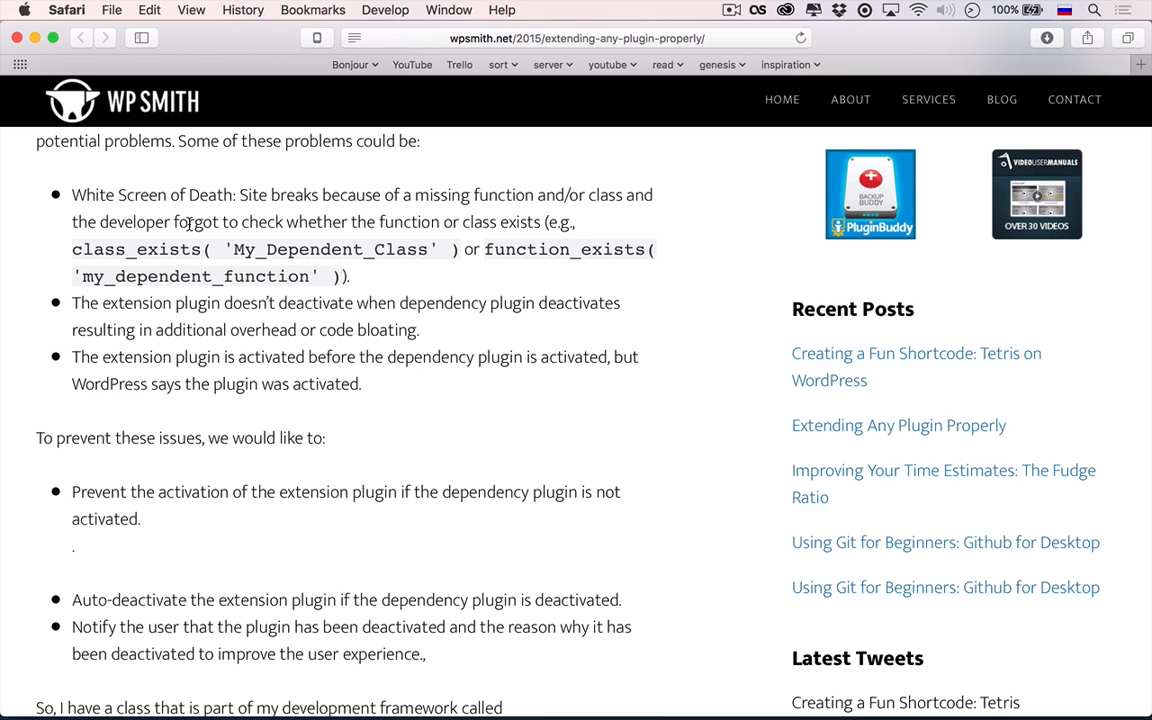 Safari File Edit View History Bookmarks Develop Window Help 100%
wpsmith.net/2015/extending-any-plugin-properly/
Bonjour YouTube Trello sort server youtube read genesis inspiration
WP SMITH
HOME ABOUT SERVICES BLOG CONTACT
potential problems. Some of these problems could be:
White Screen of Death: Site breaks because of a missing function and/or class and
the developer forgot to check whether the function or class exists (e.g.,
class_exists( 'My_Dependent_Class' ) or function_exists(
'my_dependent_function' )).
The extension plugin doesn't deactivate when dependency plugin deactivates
resulting in additional overhead or code bloating.
The extension plugin is activated before the dependency plugin is activated, but
WordPress says the plugin was activated.
To prevent these issues, we would like to:
Prevent the activation of the extension plugin if the dependency plugin is not
activated.
.
Auto-deactivate the extension plugin if the dependency plugin is deactivated.
Notify the user that the plugin has been deactivated and the reason why it has
been deactivated to improve the user experience.,
So, I have a class that is part of my development framework called
BACKUP
BUDDY
PluginBuddy
VIDEOUSERMANUALS
OVER 30 VIDEOS
Recent Posts
Creating a Fun Shortcode: Tetris on
WordPress
Extending Any Plugin Properly
Improving Your Time Estimates: The Fudge
Ratio
Using Git for Beginners: Github for Desktop
Using Git for Beginners: Github for Desktop
Latest Tweets
Creating a Fun Shortcode: Tetris